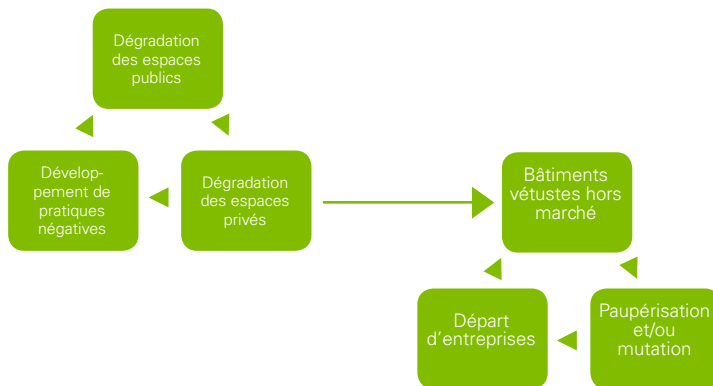 Dégradation
des espaces
publics
Dévelop-
pement de
pratiques
négatives
Dégradation
des espaces
privés
Bâtiments
vétustes hors
marché
Départ
d'entreprises
Paupérisation
et/ou
mutation